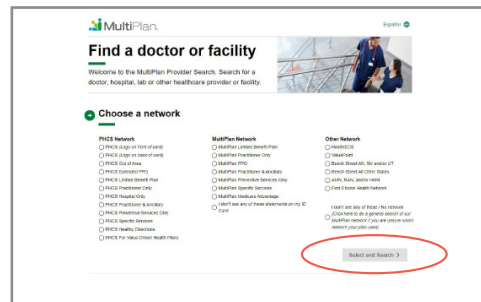 MultiPlan.
Español
Find a doctor or facility
Welcome to the MultiPlan Provider Search. Search for a
doctor, hospital, lab or other healthcare provider or facility.
Choose a network
PHCS Network
PHCS (Logo on front of card)
PHCS (Logo on back of card)
PHCS Out of Area
PHCS Extended PPO
PHCS Limited Benefit Plan
PHCS Practitioner Only
PHCS Hospital Only
PHCS Practitioner & Ancillary
PHCS Preventive Services Only
PHCS Specific Services
PHCS Healthy Directions
PHCS For Value Driven Health Plans
MultiPlan Network
MultiPlan Limited Benefit Plan
MultiPlan Practitioner Only
MultiPlan PPO
MultiPlan Practitioner & Ancillary
MultiPlan Preventive Services Only
MultiPlan Specific Services
MultiPlan Medicare Advantage
I don't see any of these statements on my ID
Card
Other Network
HealthEOS
ValuePoint
Beech Street AK, NV and/or UT
Beech Street All Other States
AMN, RAN, and/or HMN
First Choice Health Network
I don't see any of these / No network
(Click here to do a general search of our
MultiPlan network if you are unsure which
network your plan uses)
Select and Search